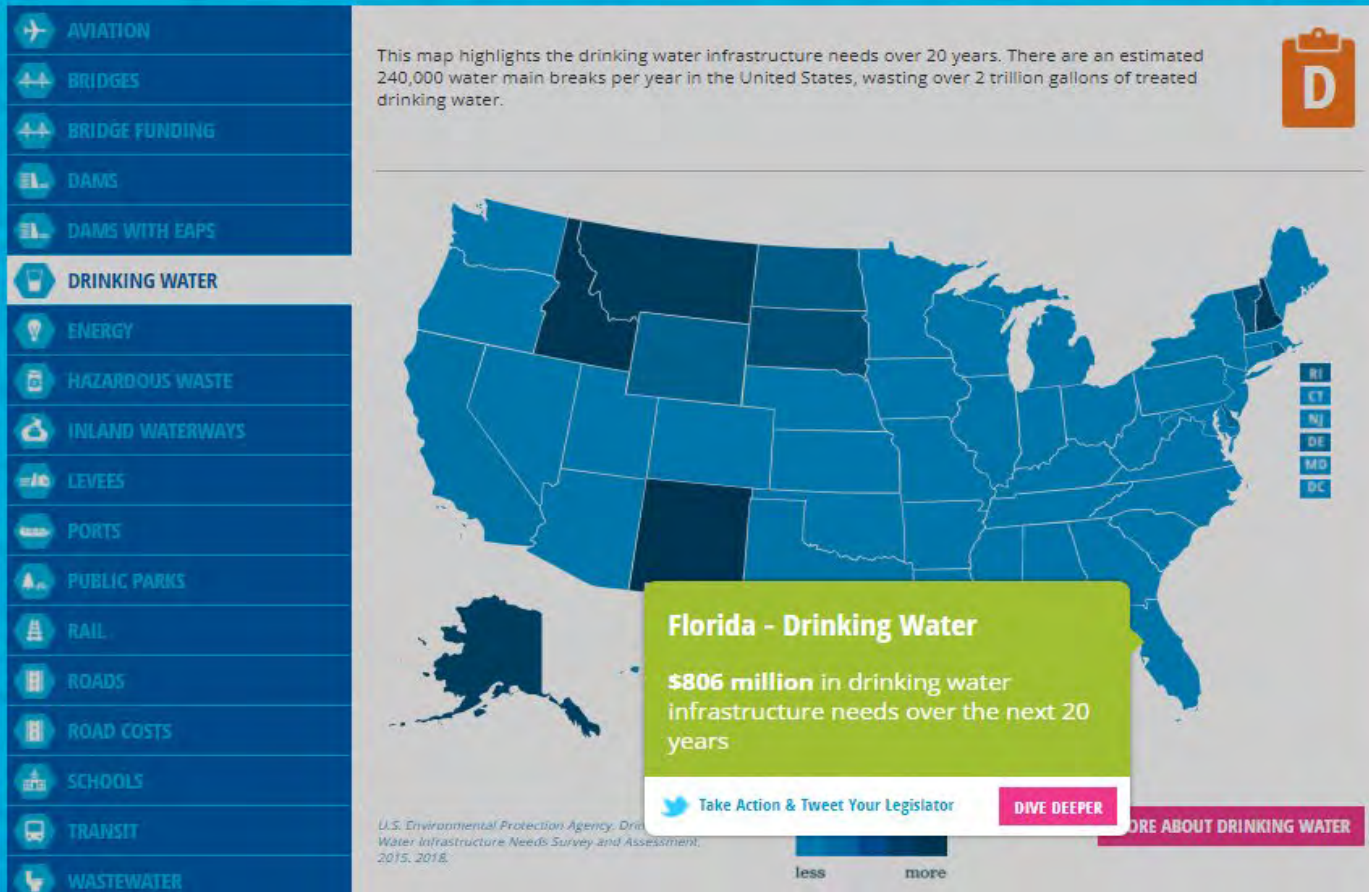 AVIATION
BRIDGES
BRIDGE FUNDING
DAMS
DAMS WITH EAPS
DRINKING WATER
ENERGY
HAZARDOUS WASTE
INLAND WATERWAYS
LEVEES
PORTS
PUBLIC PARKS
RAIL
ROADS
ROAD COSTS
SCHOOLS
TRANSIT
WASTEWATER
This map highlights the drinking water infrastructure needs over 20 years. There are an estimated
240,000 water main breaks per year in the United States, wasting over 2 trillion gallons of treated
drinking water.
D
RI
CT
NJ
DE
MD
DC
Florida - Drinking Water
$806 million in drinking water
infrastructure needs over the next 20
years
Take Action & Tweet Your Legislator
DIVE DEEPER
U.S. Environmental Protection Agency, Drin
Water Infrastructure Needs Survey and Assessment,
2015, 2018.
less more
ORE ABOUT DRINKING WATER